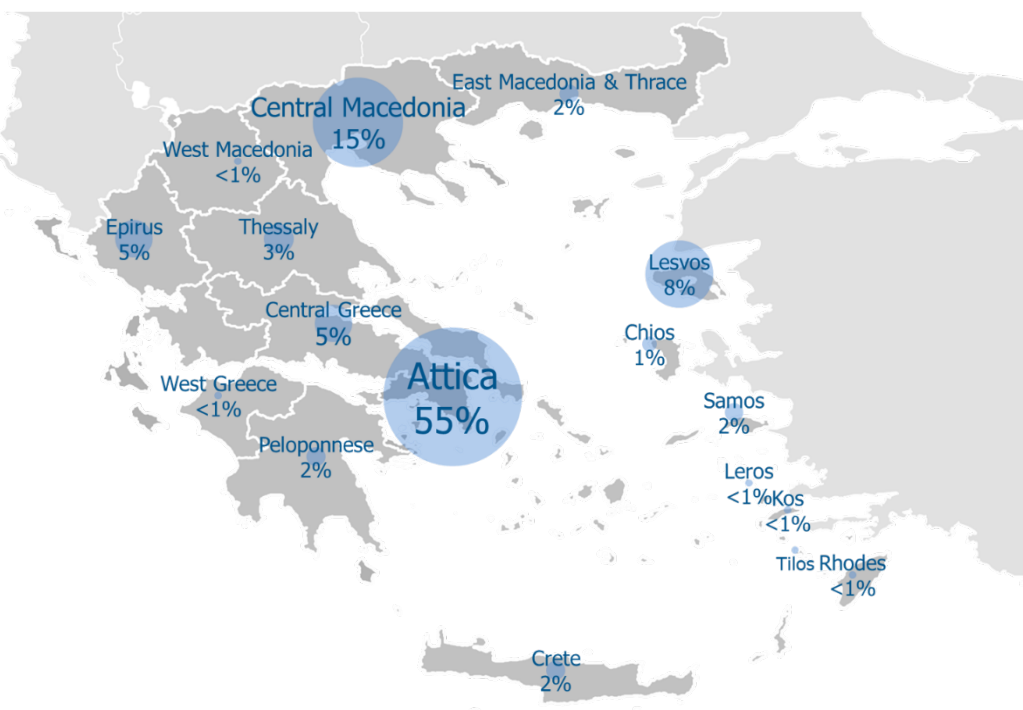 East Macedonia & Thrace
2%
Central Macedonia
15%
West Macedonia
<1%
Epirus
5%
Thessaly
3%
Lesvos
8%
Central Greece
5%
Chios
1%
Attica
55%
West Greece
<1%
Samos
2%
Peloponnese
2%
Leros
<1%
Kos
<1%
Tilos
Rhodes
<1%
Crete
2%